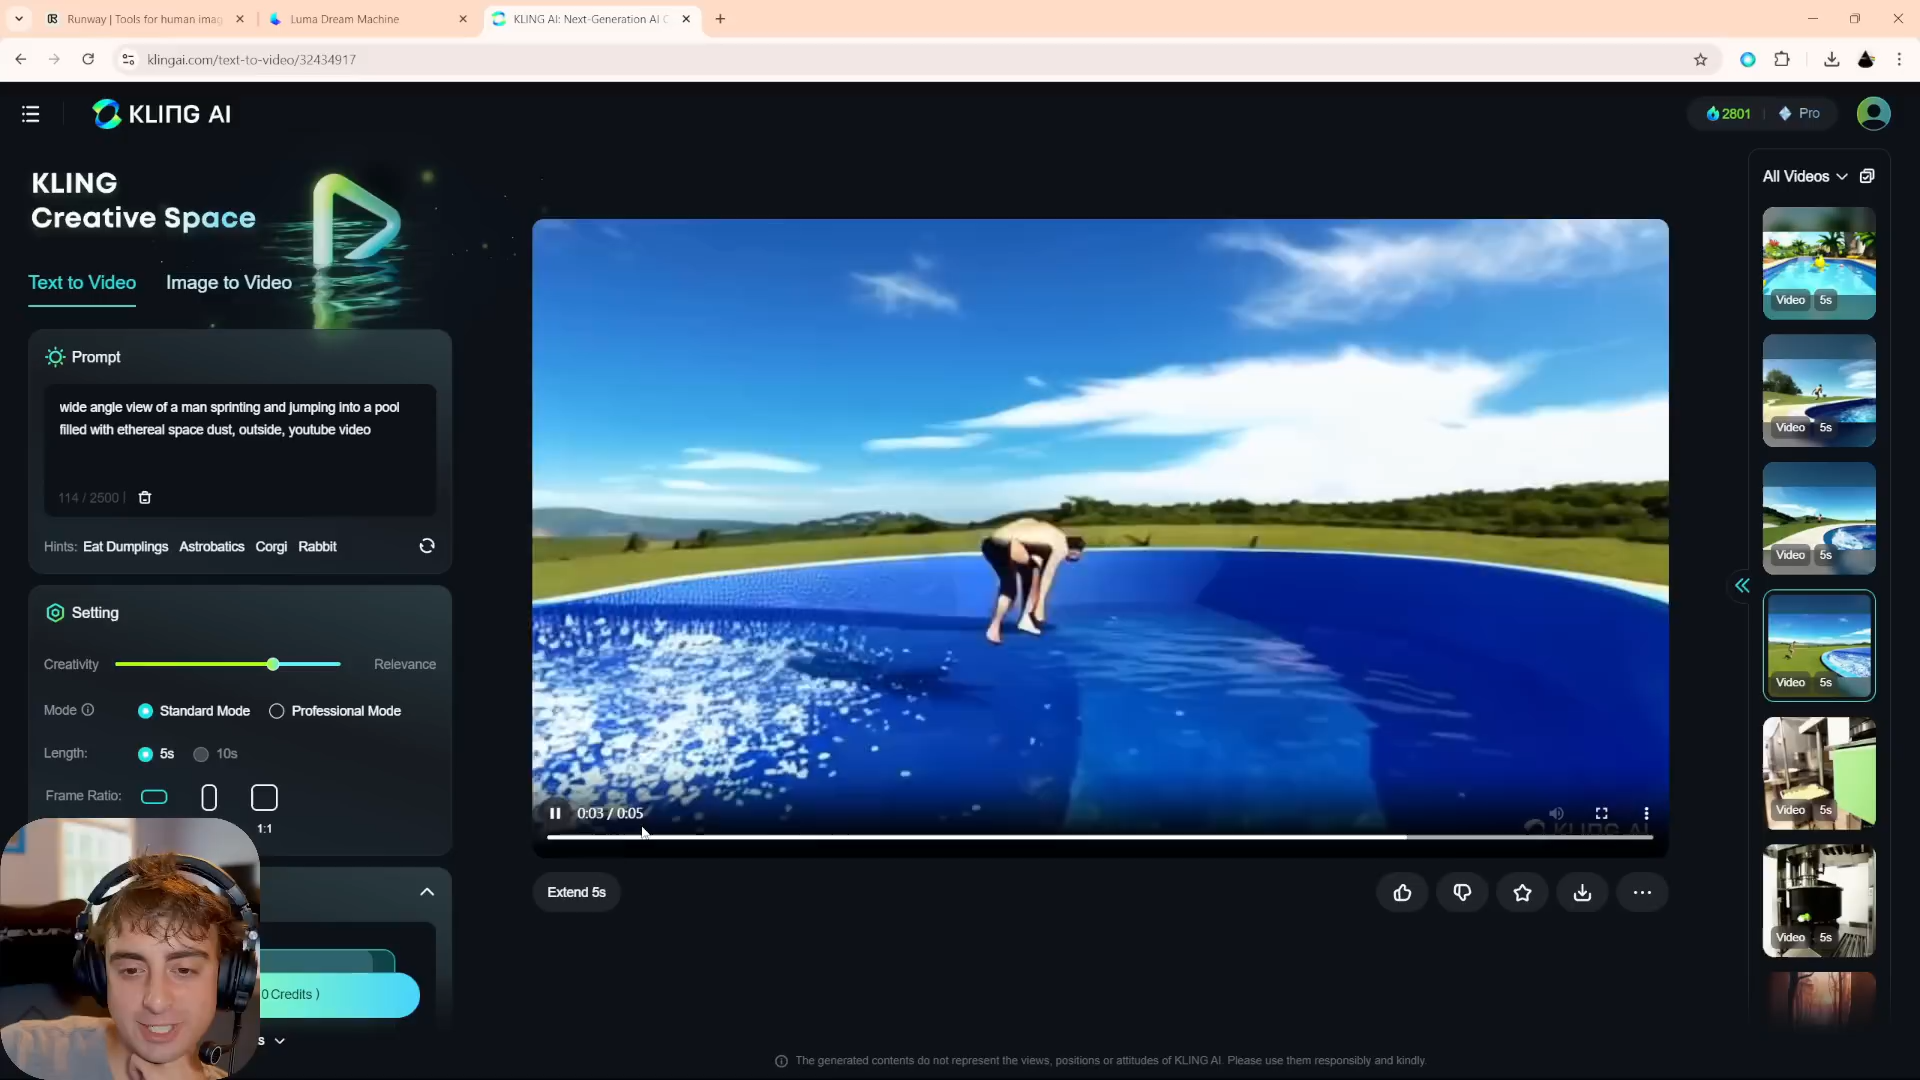 Runway | Tools for human imag
Luma Dream Machine
KLING AI: Next-Generation AI C
klingai.com/text-to-video/32434917
KLING AI
2801
Pro
KLING
Creative Space
Text to Video
Image to Video
Prompt
wide angle view of a man sprinting and jumping into a pool
filled with ethereal space dust, outside, youtube video
114 / 2500
Hints: Eat Dumplings Astrobatics Corgi Rabbit
Setting
Creativity
Relevance
Mode
Standard Mode
Professional Mode
Length:
5s
10s
Frame Ratio:
1:1
0 Credits )
s
0:03 / 0:05
KLING AI
Extend 5s
All Videos
Video 5s
Video 5s
Video 5s
Video 5s
Video 5s
Video 5s
The generated contents do not represent the views, positions or attitudes of KLING AI. Please use them responsibly and kindly.